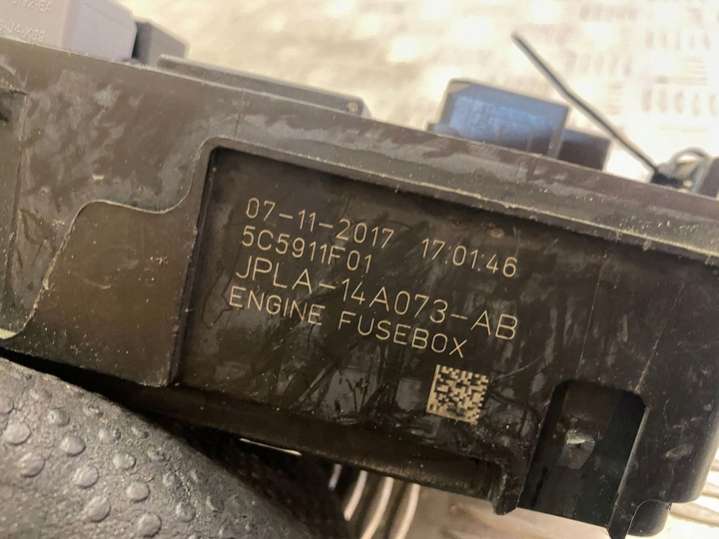 07-11-2017 17:01:46
5C5911F01
JPLA-14A073-AB
ENGINE FUSEBOX